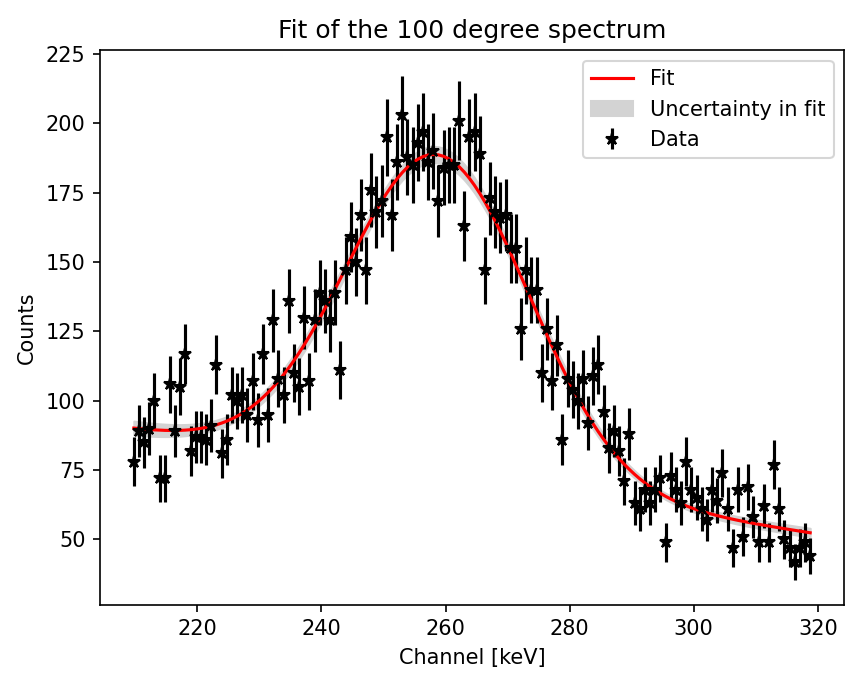 Fit of the 100 degree spectrum
225
200
175
150
125
100
75
50
Counts
220
240
260
280
300
320
Channel [keV]
Fit
Uncertainty in fit
Data